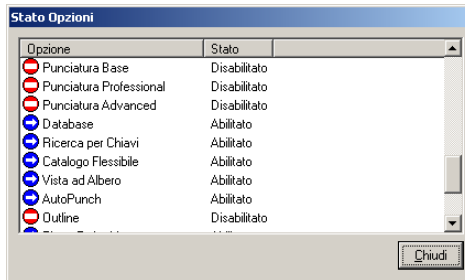 Stato Opzioni
Opzione Stato
Punciatura Base Disabilitato
Punciatura Professional Disabilitato
Punciatura Advanced Disabilitato
Database Abilitato
Ricerca per Chiavi Abilitato
Catalogo Flessibile Abilitato
Vista ad Albero Abilitato
AutoPunch Abilitato
Outline Disabilitato
Chiudi